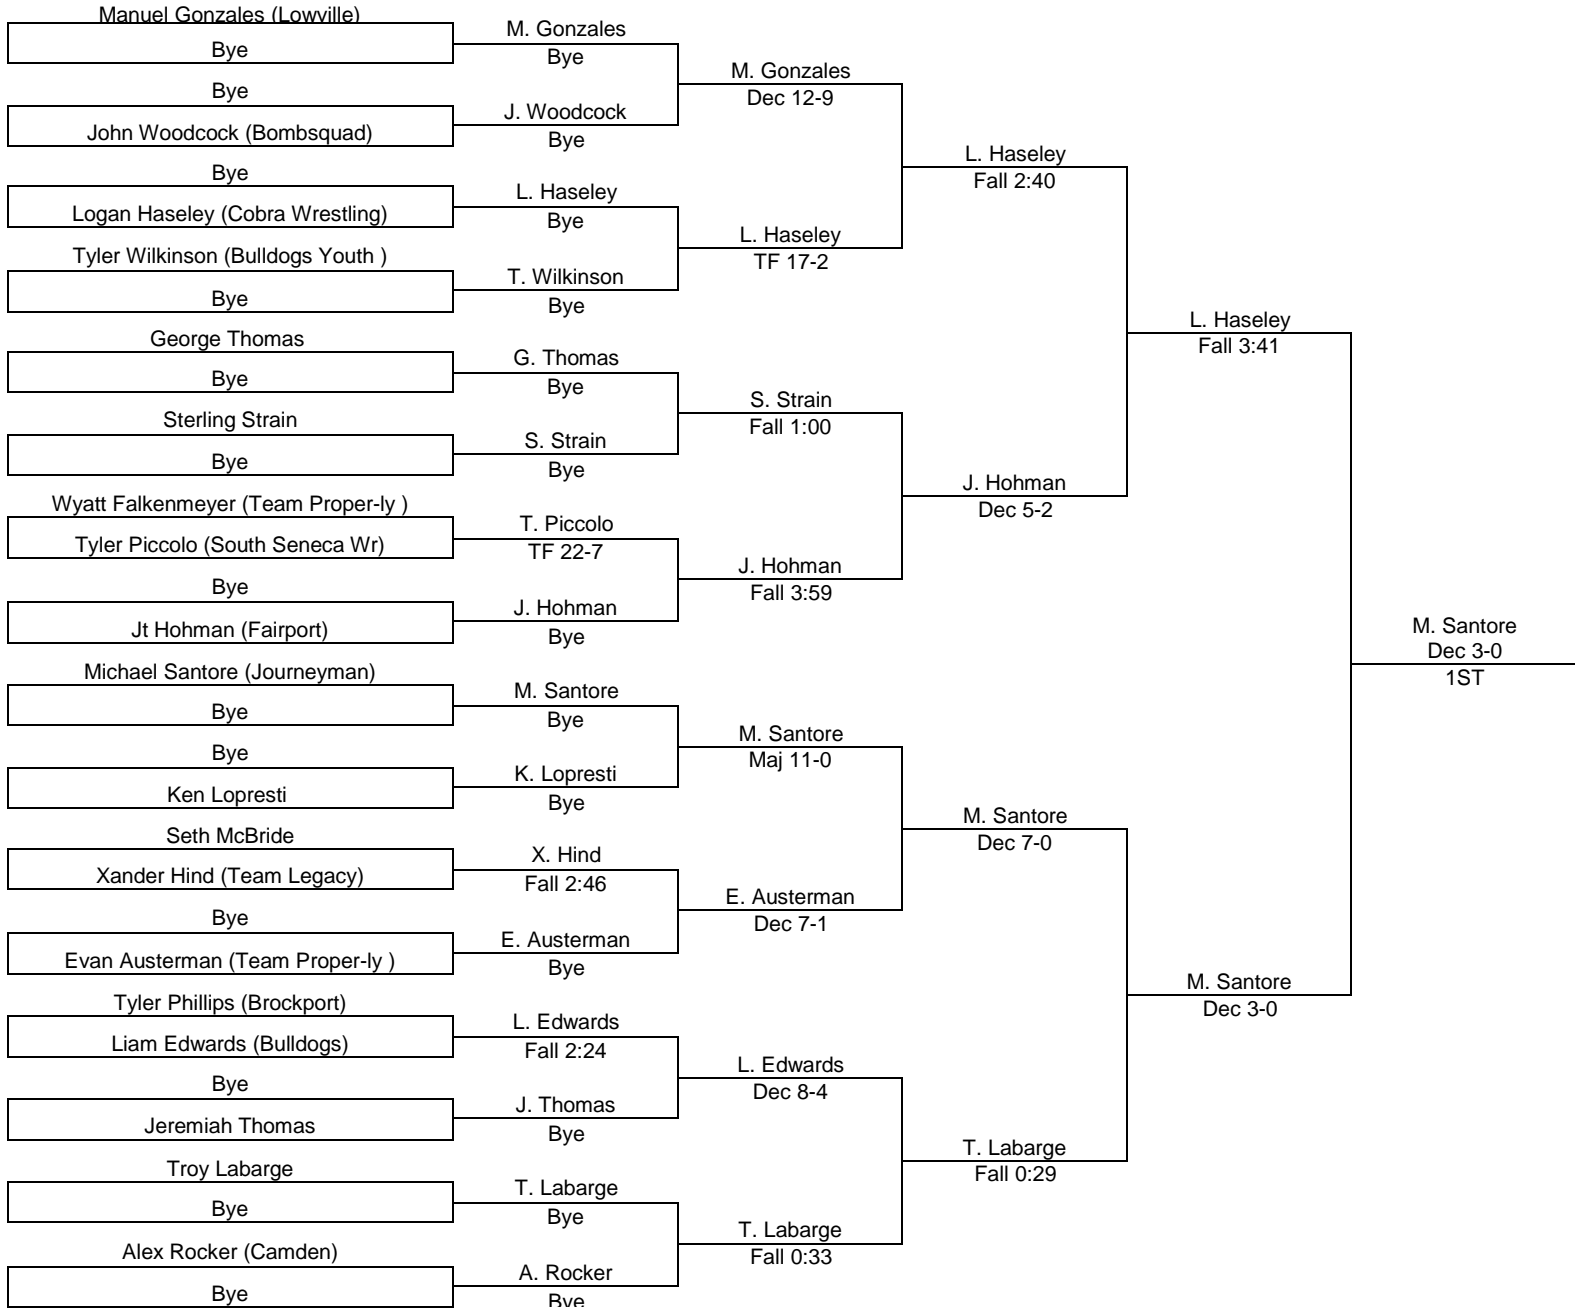 Manuel Gonzales (Lowville)
Bye
Bye
John Woodcock (Bombsquad)
Bye
Logan Haseley (Cobra Wrestling)
Tyler Wilkinson (Bulldogs Youth )
Bye
George Thomas
Bye
Sterling Strain
Bye
Wyatt Falkenmeyer (Team Proper-ly )
Tyler Piccolo (South Seneca Wr)
Bye
Jt Hohman (Fairport)
Michael Santore (Journeyman)
Bye
Bye
Ken Lopresti
Seth McBride
Xander Hind (Team Legacy)
Bye
Evan Austerman (Team Proper-ly )
Tyler Phillips (Brockport)
Liam Edwards (Bulldogs)
Bye
Jeremiah Thomas
Troy Labarge
Bye
Alex Rocker (Camden)
Bye
M. Gonzales
Bye
J. Woodcock
Bye
L. Haseley
Bye
T. Wilkinson
Bye
G. Thomas
Bye
S. Strain
Bye
T. Piccolo
TF 22-7
J. Hohman
Bye
M. Santore
Bye
K. Lopresti
Bye
X. Hind
Fall 2:46
E. Austerman
Bye
L. Edwards
Fall 2:24
J. Thomas
Bye
T. Labarge
Bye
A. Rocker
Bye
M. Gonzales
Dec 12-9
L. Haseley
TF 17-2
S. Strain
Fall 1:00
J. Hohman
Fall 3:59
M. Santore
Maj 11-0
E. Austerman
Dec 7-1
L. Edwards
Dec 8-4
T. Labarge
Fall 0:33
L. Haseley
Fall 2:40
J. Hohman
Dec 5-2
M. Santore
Dec 7-0
T. Labarge
Fall 0:29
L. Haseley
Fall 3:41
M. Santore
Dec 3-0
M. Santore
Dec 3-0
1ST